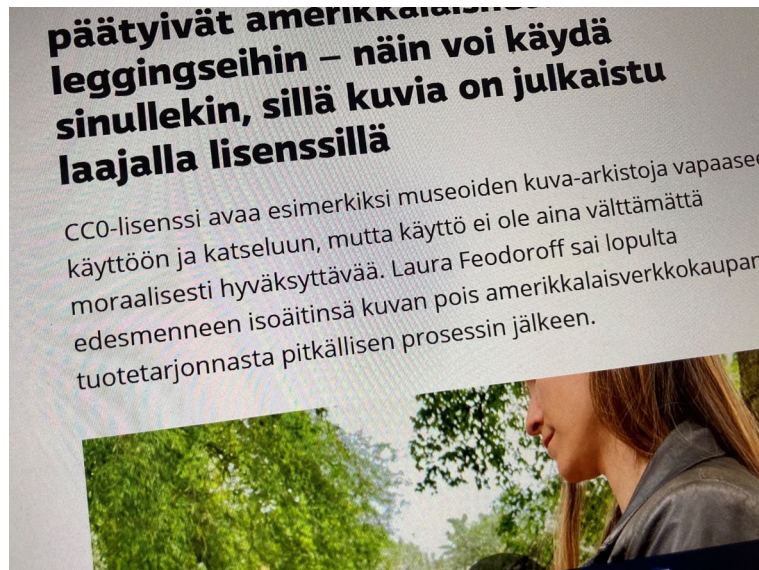 päätyivät
leggingseihin – näin voi käydä
sinullekin, sillä kuvia on julkaistu
laajalla lisenssillä
CC0-lisenssi avaa esimerkiksi museoiden kuva-arkistoja
käyttöön ja katseluun, mutta käyttö ei ole aina välttämättä
moraalisesti hyväksyttävää. Laura Feodoroff sai lopulta
edesmenneen isoäitinsä kuvan pois amerikkalaisverkkokaupan
tuotetarjonnasta pitkällisen prosessin jälkeen.